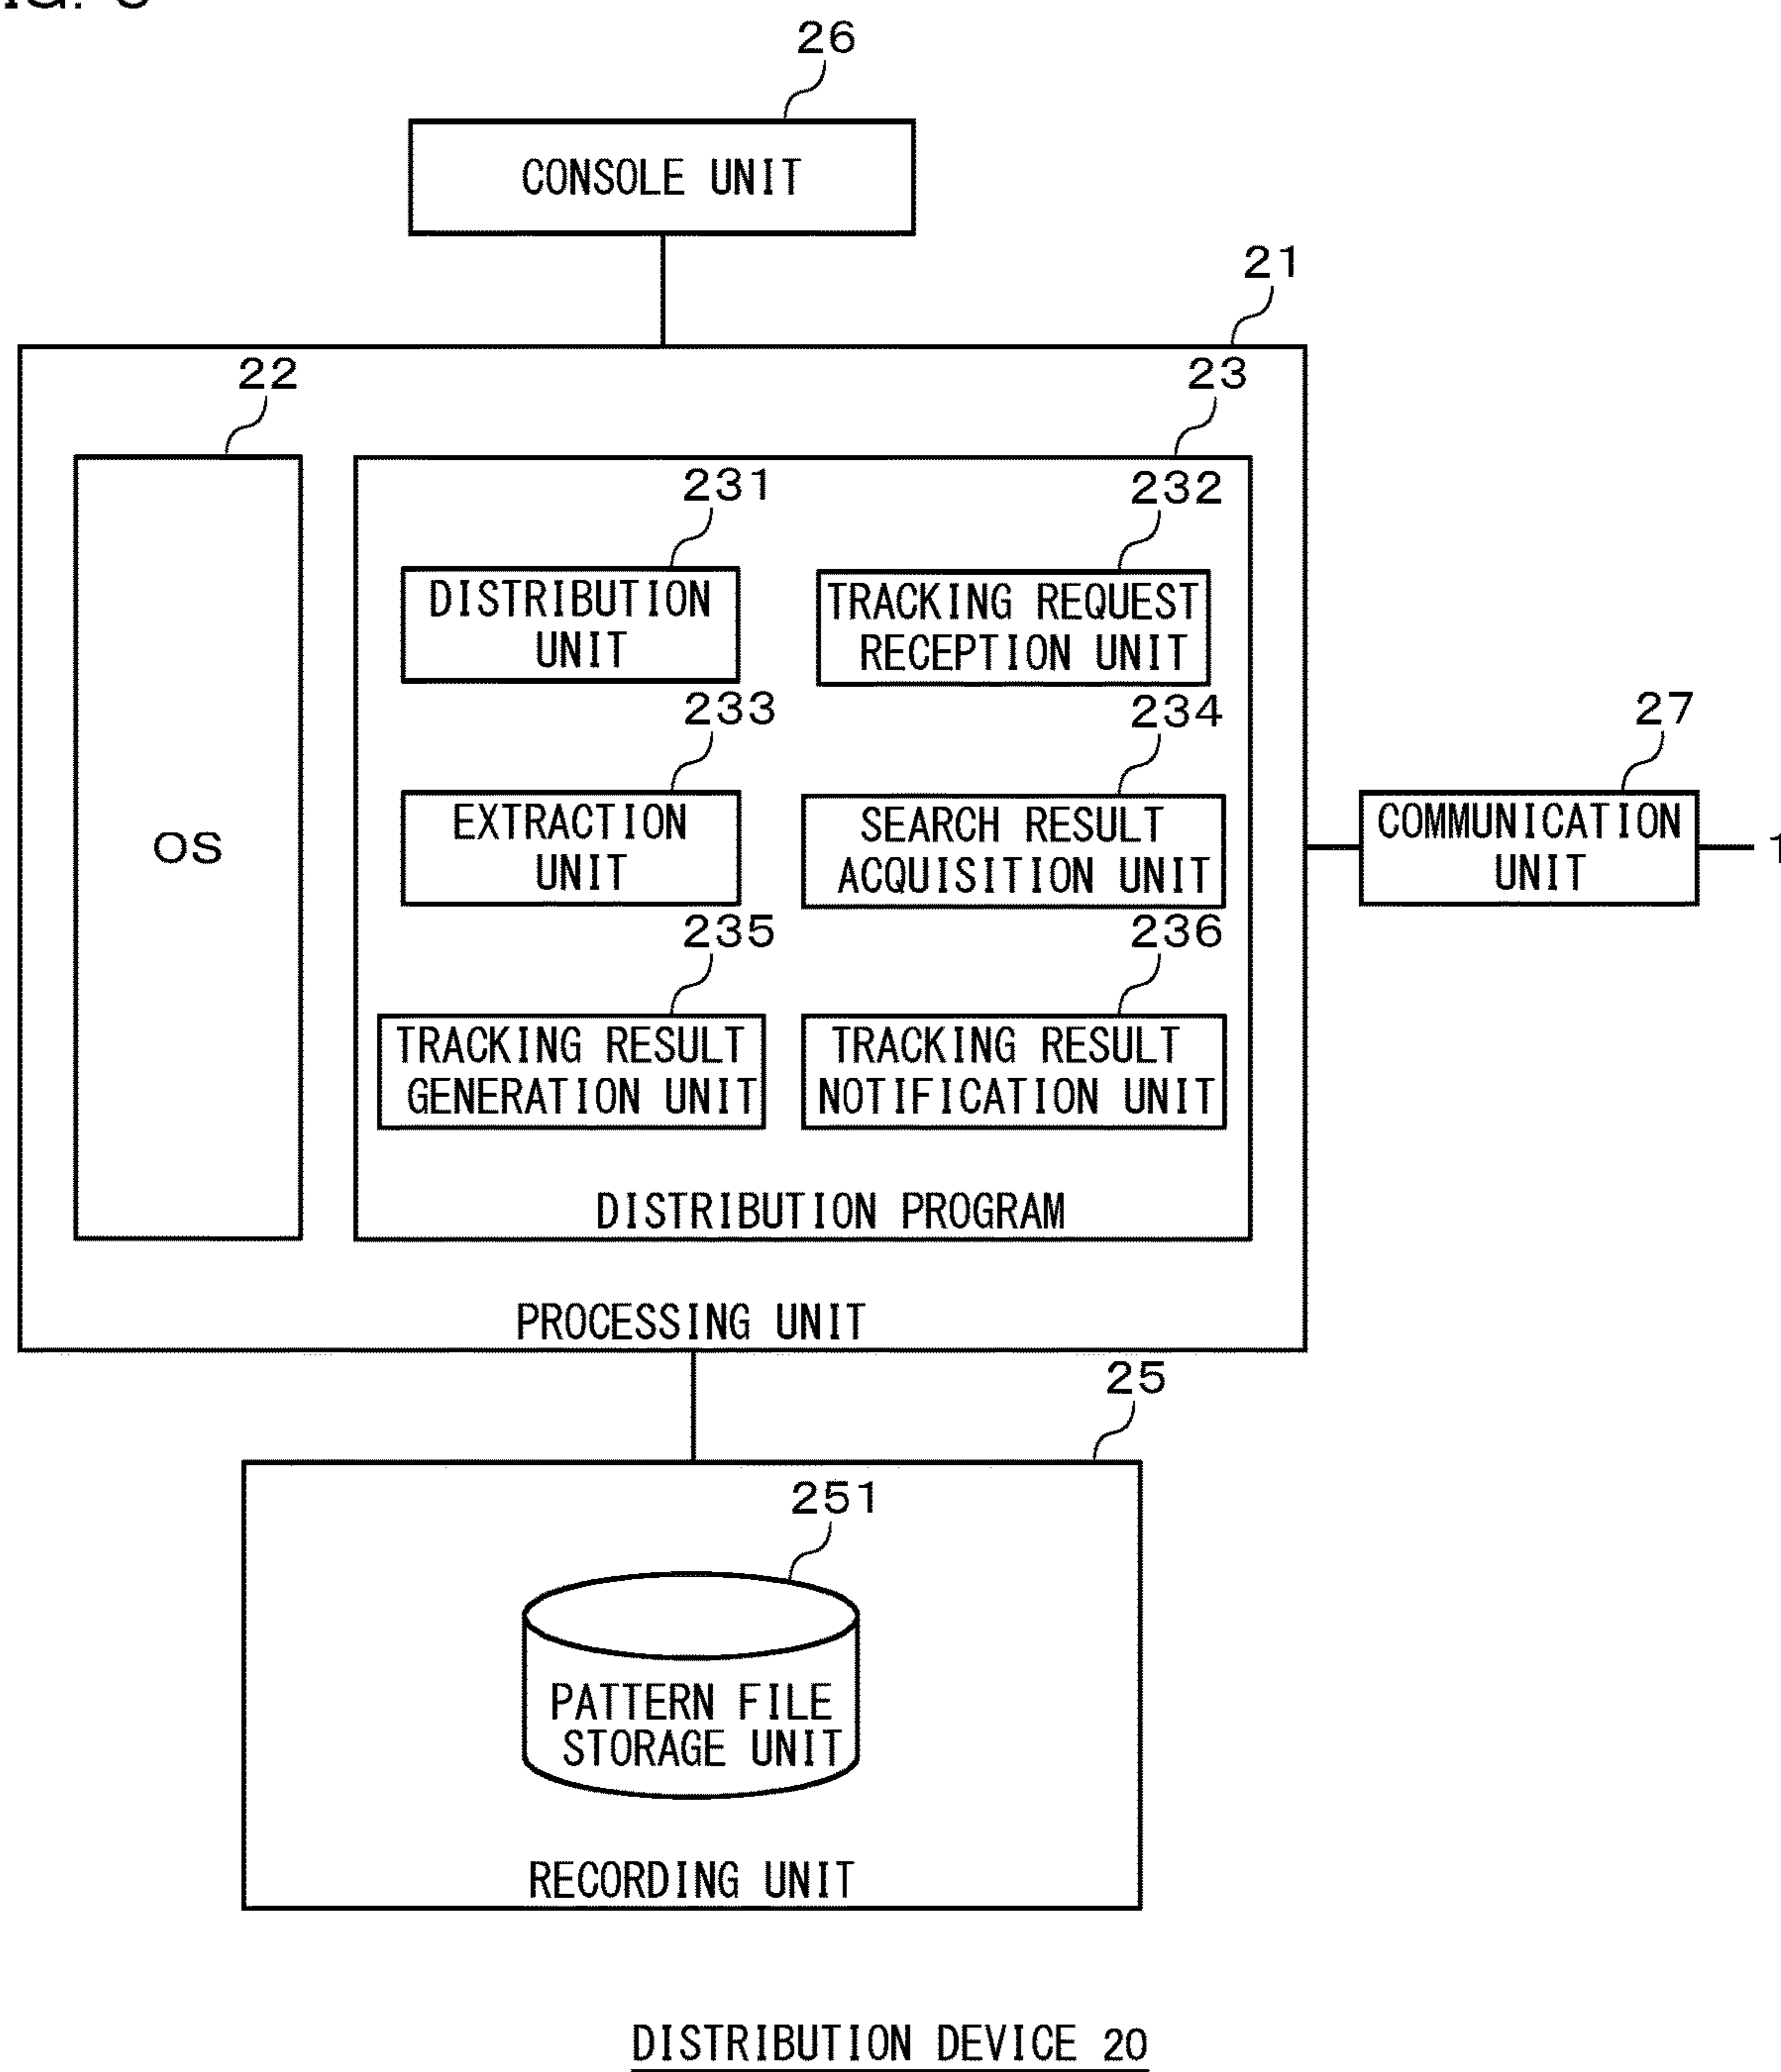 26
CONSOLE UNIT
21
22
23
231
232
DISTRIBUTION
UNIT
TRACKING REQUEST
RECEPTION UNIT
233
234
27
OS
EXTRACTION
UNIT
SEARCH RESULT
ACQUISITION UNIT
COMMUNICATION
UNIT
235
236
TRACKING RESULT
GENERATION UNIT
TRACKING RESULT
NOTIFICATION UNIT
DISTRIBUTION PROGRAM
PROCESSING UNIT
25
251
PATTERN FILE
STORAGE UNIT
RECORDING UNIT
DISTRIBUTION DEVICE 20